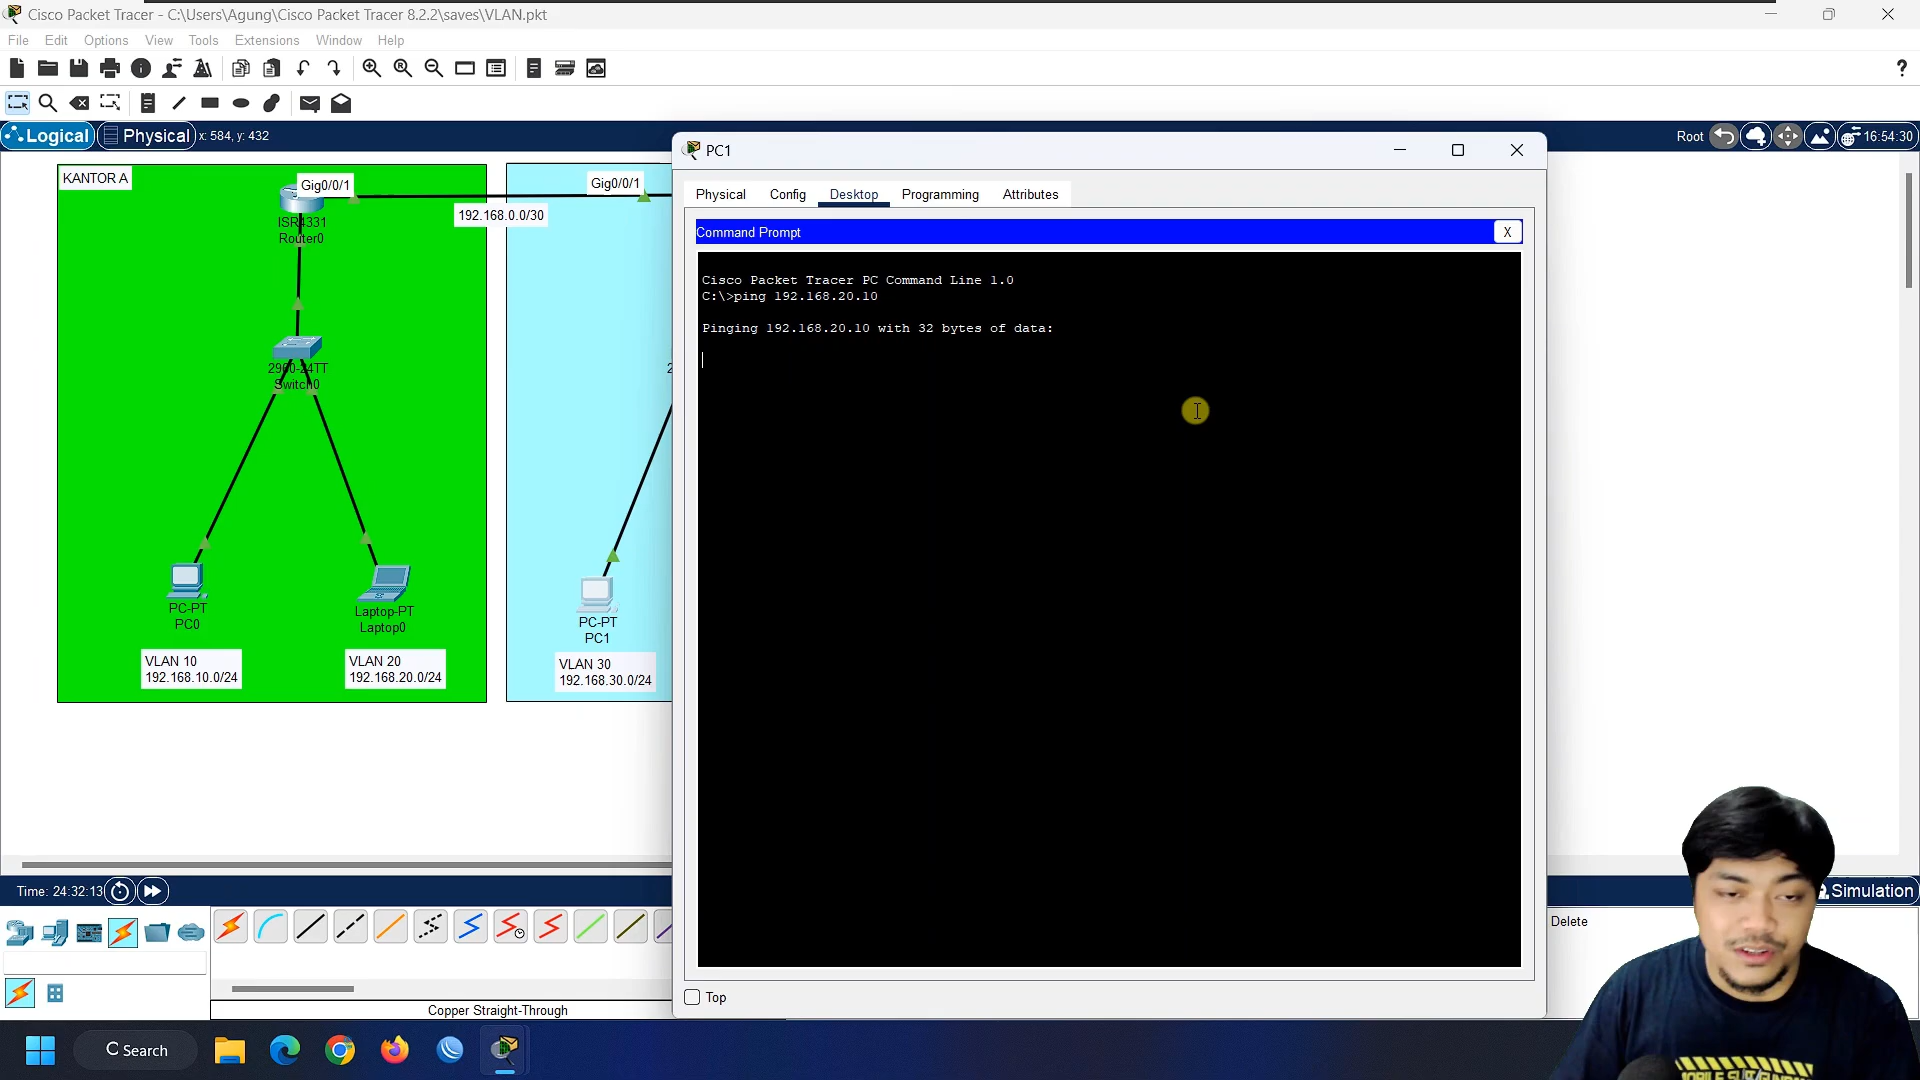 Cisco Packet Tracer - C:\Users\Agung\Cisco Packet Tracer 8.2.2\saves\VLAN.pkt
File Edit Options View Tools Extensions Window Help
?
Logical Physical x: 584, y: 432
Root 16:54:30
KANTOR A
Gig0/0/1
ISR4331
Router0
192.168.0.0/30
Gig0/0/1
2960-24TT
Switch0
2
PC-PT
PC0
Laptop-PT
Laptop0
PC-PT
PC1
VLAN 10
192.168.10.0/24
VLAN 20
192.168.20.0/24
VLAN 30
192.168.30.0/24
PC1
Physical Config Desktop Programming Attributes
Command Prompt
X
Cisco Packet Tracer PC Command Line 1.0
C:\>ping 192.168.20.10
Pinging 192.168.20.10 with 32 bytes of data:
Top
Time: 24:32:13
Simulation
Delete
Copper Straight-Through
Search